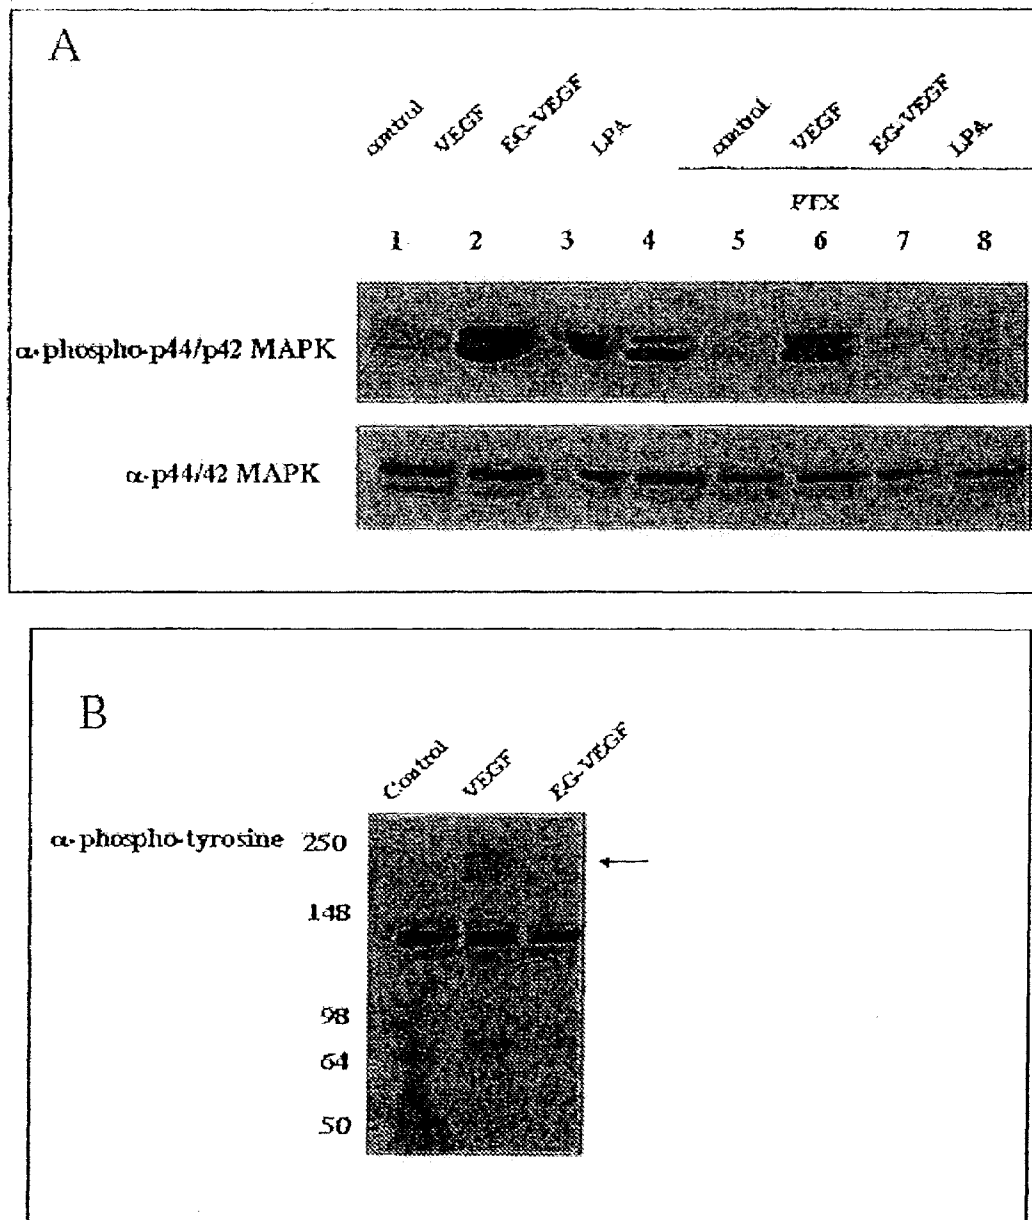 A
control VEGF EG-VEGF LPA control VEGF EG-VEGF LPA
PTX
1 2 3 4 5 6 7 8
α-phospho-p44/p42 MAPK
α-p44/42 MAPK
B
Control VEGF EG-VEGF
α-phospho-tyrosine 250
148
98
64
50